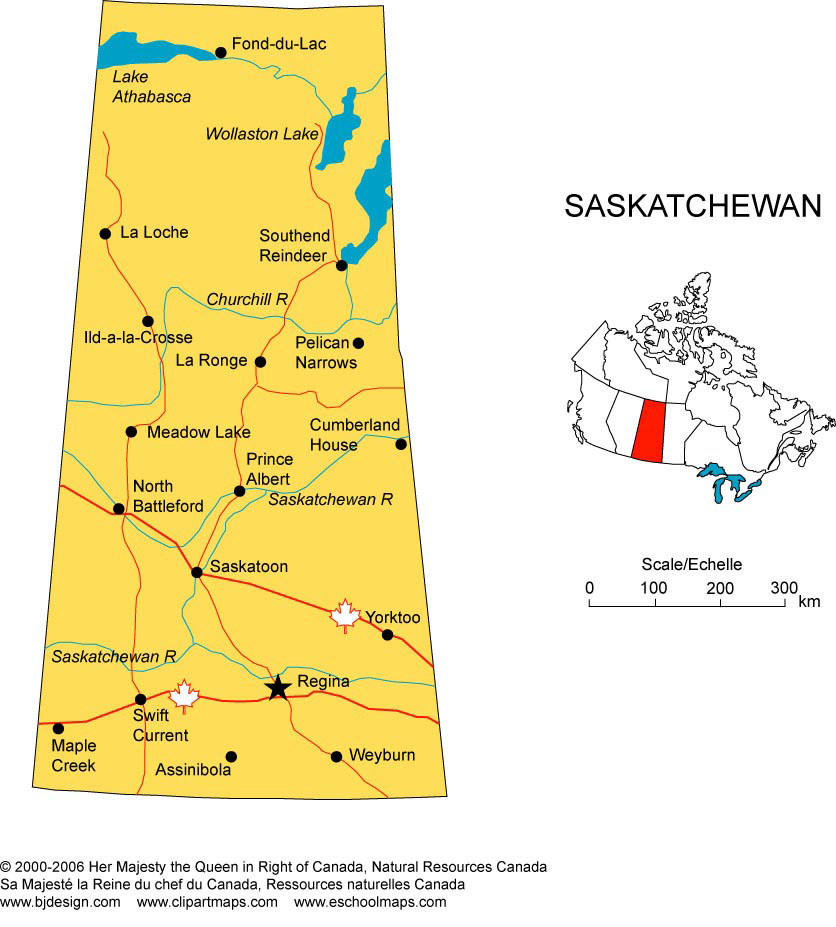 Fond-du-Lac
Lake
Athabasca
Wollaston Lake
La Loche
Southend
Reindeer
Churchill R
Ild-a-la-Crosse
Pelican
Narrows
La Ronge
Cumberland
House
Meadow Lake
Prince
Albert
North
Battleford
Saskatchewan R
Saskatoon
Yorktoo
Saskatchewan R
Regina
Swift
Current
Maple
Creek
Assinibola
Weyburn
SASKATCHEWAN
Scale/Echelle
0 100 200 300
km
© 2000-2006 Her Majesty the Queen in Right of Canada, Natural Resources Canada
Sa Majesté la Reine du chef du Canada, Ressources naturelles Canada
www.bjdesign.com www.clipartmaps.com www.eschoolmaps.com